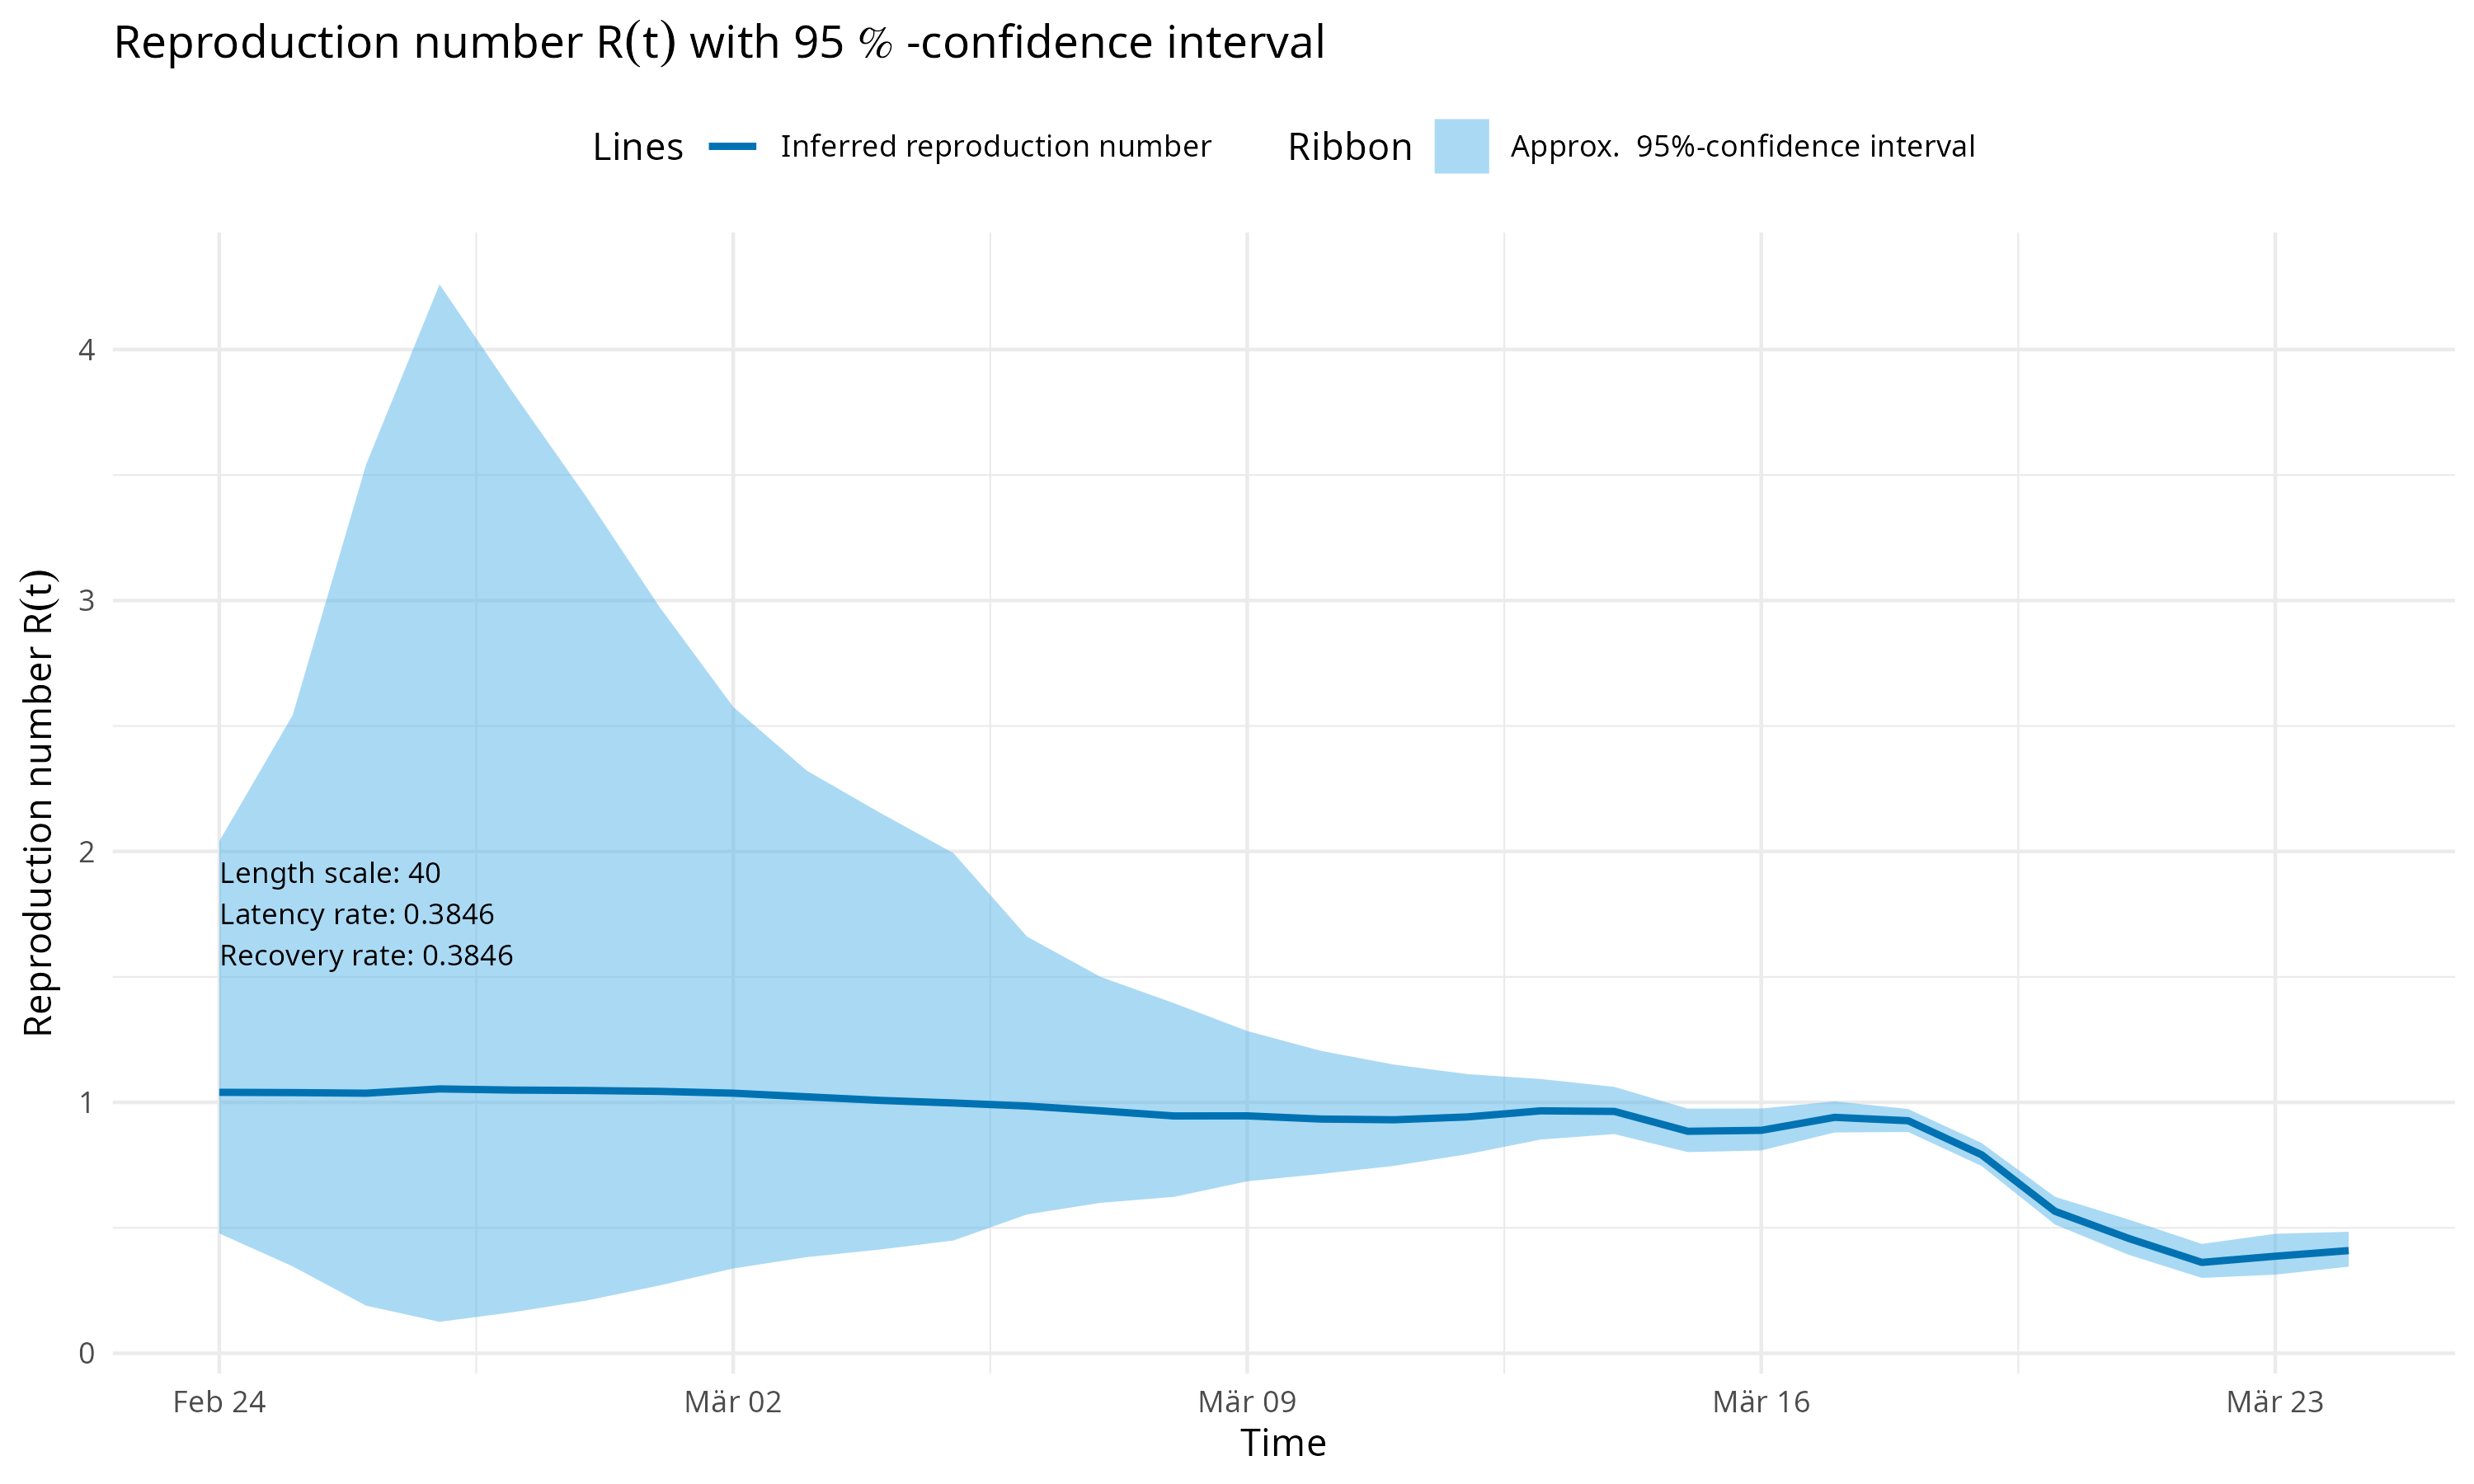 Reproduction number R(t) with 95 % -confidence interval
Lines Inferred reproduction number Ribbon Approx.  95%-confidence interval
Reproduction number R(t)
4
3
2
1
0
Length scale: 40
Latency rate: 0.3846
Recovery rate: 0.3846
Feb 24 Mär 02 Mär 09 Mär 16 Mär 23
Time